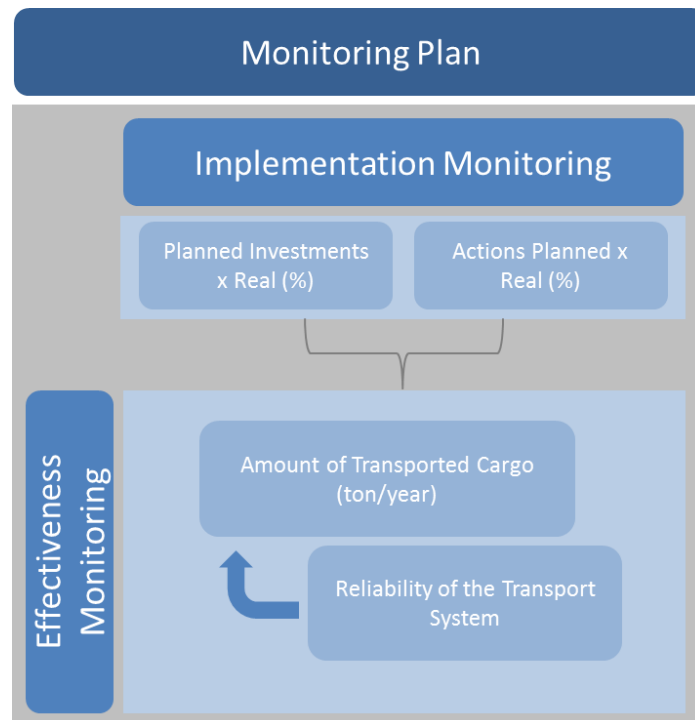 Monitoring Plan
Implementation Monitoring
Planned Investments
x Real (%)
Actions Planned x
Real (%)
Effectiveness
Monitoring
Amount of Transported Cargo
(ton/year)
Reliability of the Transport
System